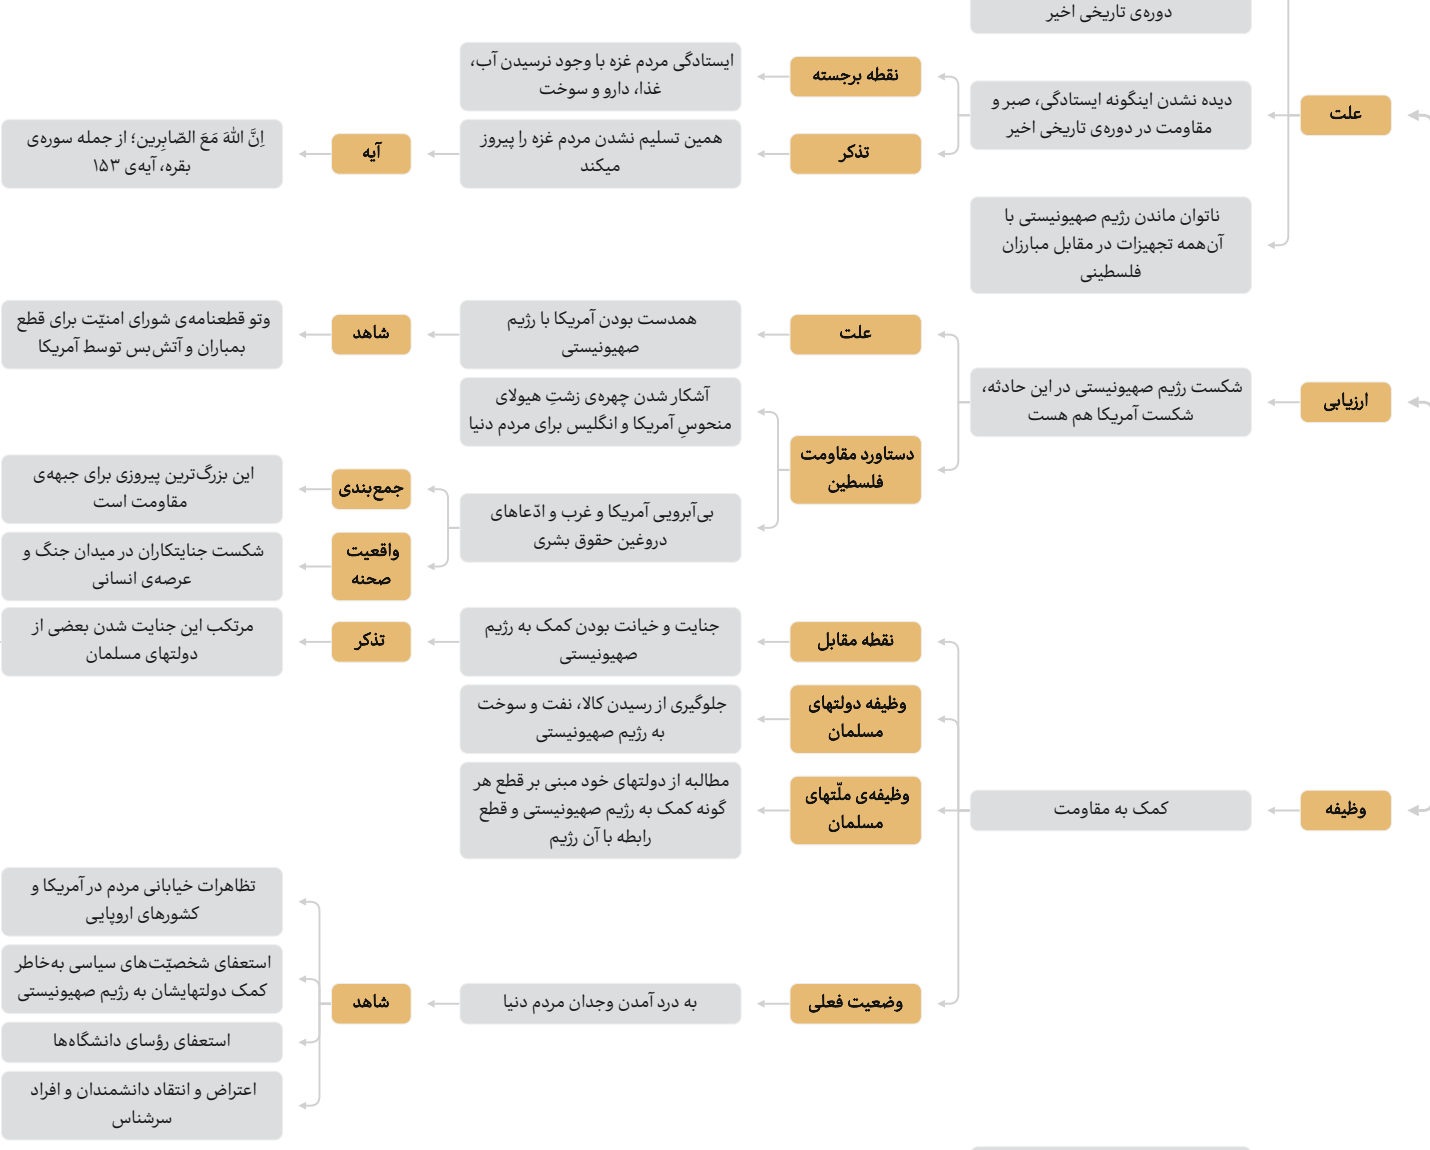 دوره‌ی تاریخی اخیر
علت
دیده نشدن اینگونه ایستادگی، صبر و
مقاومت در دوره‌ی تاریخی اخیر
نقطه برجسته
ایستادگی مردم غزه با وجود نرسیدن آب،
غذا، دارو و سوخت
تذکر
همین تسلیم نشدن مردم غزه را پیروز
میکند
آیه
اِنَّ اللّٰهَ مَعَ الصّابِرین؛ از جمله سوره‌ی
بقره، آیه‌ی ۱۵۳
ناتوان ماندن رژیم صهیونیستی با
آن‌همه تجهیزات در مقابل مبارزان
فلسطینی
ارزیابی
شکست رژیم صهیونیستی در این حادثه،
شکست آمریکا هم هست
علت
همدست بودن آمریکا با رژیم
صهیونیستی
شاهد
وتو قطعنامه‌ی شورای امنیّت برای قطع
بمباران و آتش‌بس توسط آمریکا
دستاورد مقاومت
فلسطین
آشکار شدن چهره‌ی زشتِ هیولای
منحوسِ آمریکا و انگلیس برای مردم دنیا
بی‌آبرویی آمریکا و غرب و ادّعاهای
دروغین حقوق بشری
جمع‌بندی
این بزرگ‌ترین پیروزی برای جبهه‌ی
مقاومت است
واقعیت
صحنه
شکست جنایتکاران در میدان جنگ و
عرصه‌ی انسانی
وظیفه
کمک به مقاومت
نقطه مقابل
جنایت و خیانت بودن کمک به رژیم
صهیونیستی
تذکر
مرتکب این جنایت شدن بعضی از
دولتهای مسلمان
وظیفه دولتهای
مسلمان
جلوگیری از رسیدن کالا، نفت و سوخت
به رژیم صهیونیستی
وظیفه‌ی ملّتهای
مسلمان
مطالبه از دولتهای خود مبنی بر قطع هر
گونه کمک به رژیم صهیونیستی و قطع
رابطه با آن رژیم
وضعیت فعلی
به درد آمدن وجدان مردم دنیا
شاهد
تظاهرات خیابانی مردم در آمریکا و
کشورهای اروپایی
استعفای شخصیّت‌های سیاسی به‌خاطر
کمک دولتهایشان به رژیم صهیونیستی
استعفای رؤسای دانشگاه‌ها
اعتراض و انتقاد دانشمندان و افراد
سرشناس